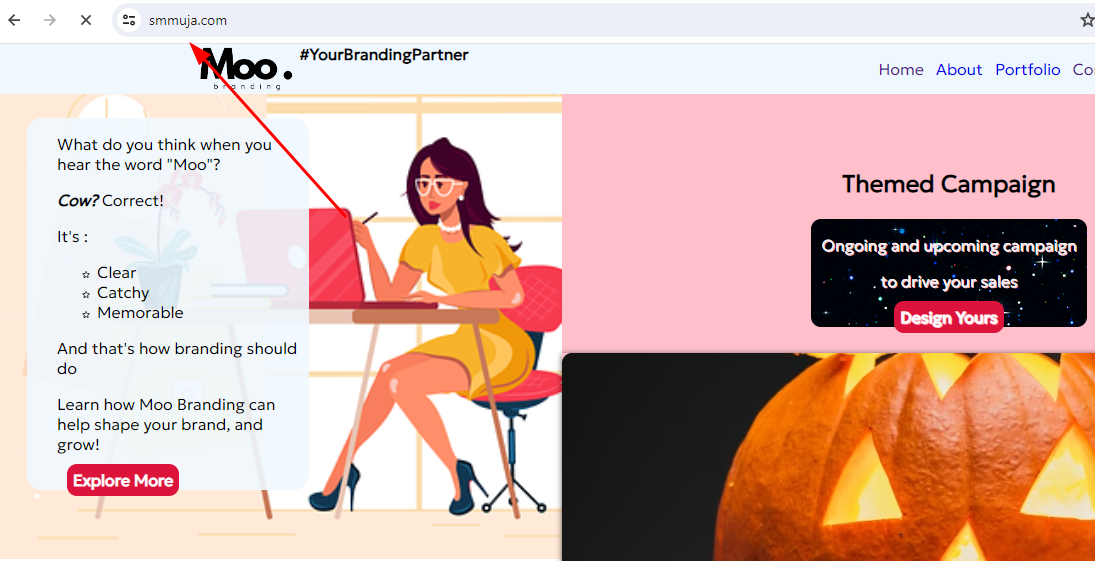 smmuja.com
#YourBrandingPartner
Moo.
branding
Home About Portfolio
What do you think when you
hear the word "Moo"?
Cow? Correct!
It's :
Clear
Catchy
Memorable
And that's how branding should
do
Learn how Moo Branding can
help shape your brand, and
grow!
Explore More
Themed Campaign
Ongoing and upcoming campaign
to drive your sales
Design Yours